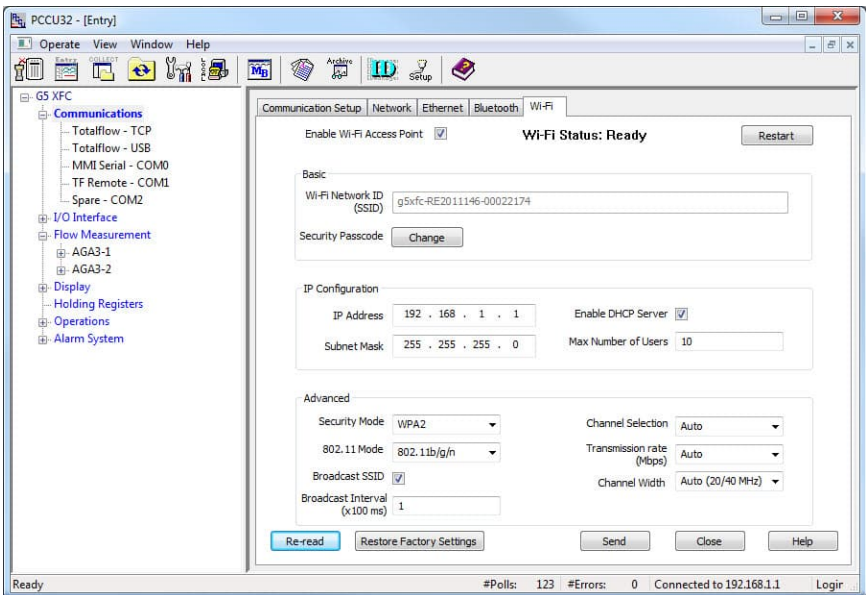 PCCU32 - [Entry]
Operate View Window Help
Entry
COLLECT
LOCAL
MB
Archive
ID
Setup
G5 XFC
Communications
Totalflow - TCP
Totalflow - USB
MMI Serial - COM0
TF Remote - COM1
Spare - COM2
I/O Interface
Flow Measurement
AGA3-1
AGA3-2
Display
Holding Registers
Operations
Alarm System
Communication Setup Network Ethernet Bluetooth Wi-Fi
Enable Wi-Fi Access Point Wi-Fi Status: Ready Restart
Basic
Wi-Fi Network ID
(SSID)
g5xfc-RE2011146-00022174
Security Passcode Change
IP Configuration
IP Address 192 . 168 . 1 . 1 Enable DHCP Server
Subnet Mask 255 . 255 . 255 . 0 Max Number of Users 10
Advanced
Security Mode WPA2 Channel Selection Auto
802.11 Mode 802.11b/g/n Transmission rate
(Mbps) Auto
Broadcast SSID Channel Width Auto (20/40 MHz)
Broadcast Interval
(x100 ms) 1
Re-read Restore Factory Settings Send Close Help
Ready #Polls: 123 #Errors: 0 Connected to 192.168.1.1 Login